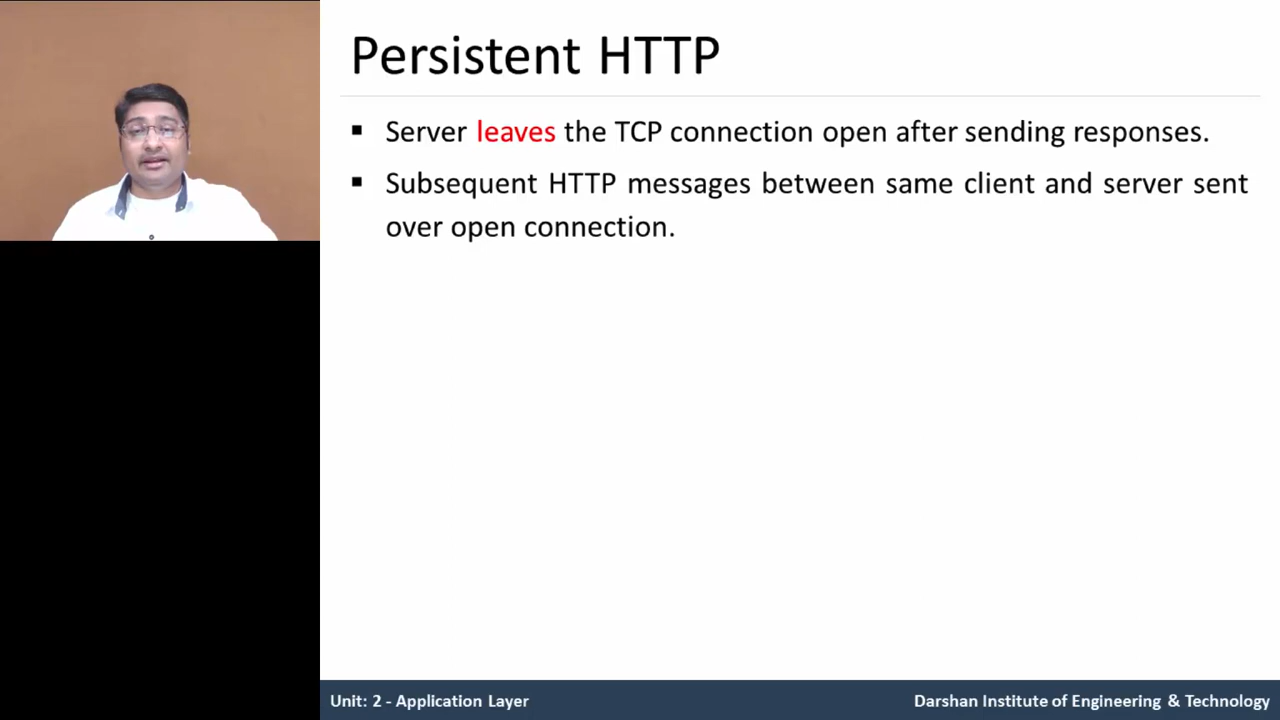 Persistent HTTP
▪ Server leaves the TCP connection open after sending responses.
▪ Subsequent HTTP messages between same client and server sent
over open connection.
Unit: 2 - Application Layer
Darshan Institute of Engineering & Technology